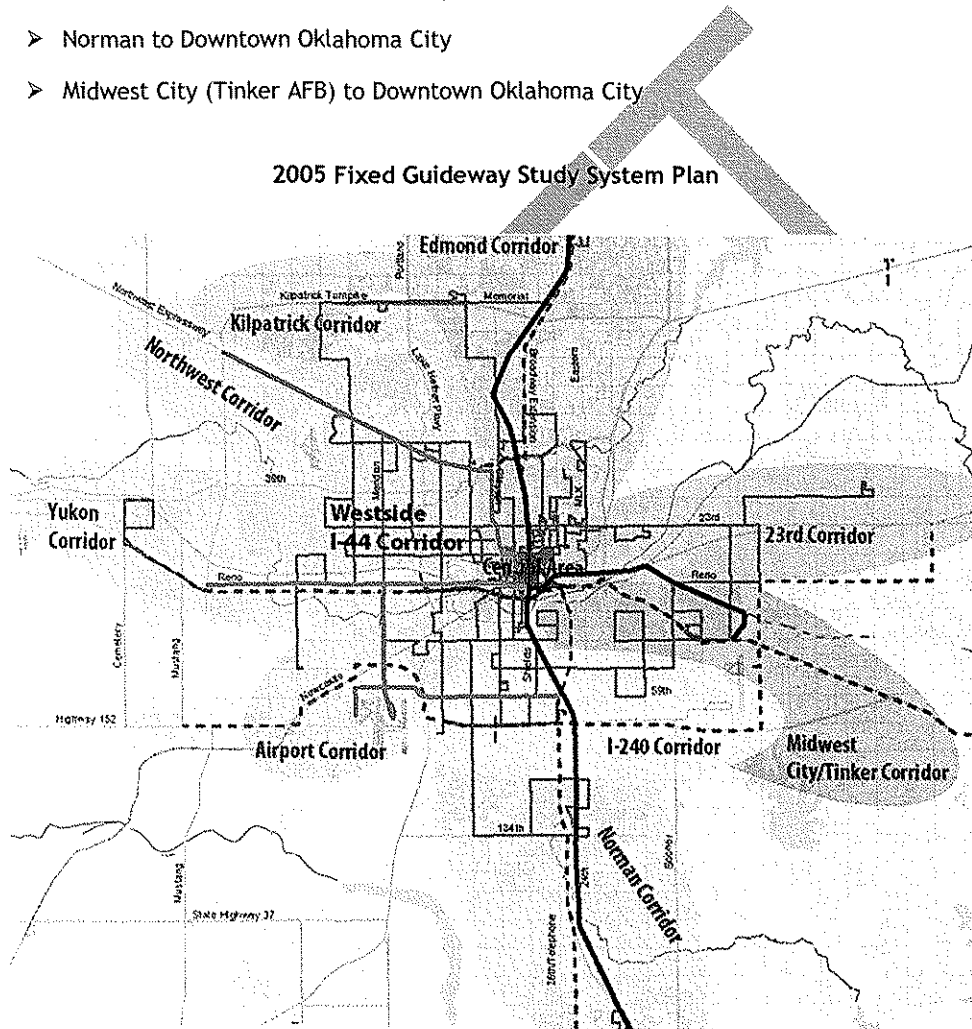 ➢ Norman to Downtown Oklahoma City
➢ Midwest City (Tinker AFB) to Downtown Oklahoma City
2005 Fixed Guideway Study System Plan
Edmond Corridor
Portland
Kilpatrick Turnpike
Memorial
Northwest Expressway
Kilpatrick Corridor
Northwest Corridor
Lake Hefner Pkwy
Broadway Extension
Eastern
39th
Meridian
MLK
Yukon
Corridor
Westside
I-44 Corridor
23rd
23rd Corridor
Central Area
Reno
Reno
Cemetery
Mustang
Newcastle
Shields
59th
Highway 152
Airport Corridor
I-240 Corridor
Midwest
City/Tinker Corridor
134th
Norman Corridor
Sooner
24th
Mustang
State Highway 37
36th/Telephone